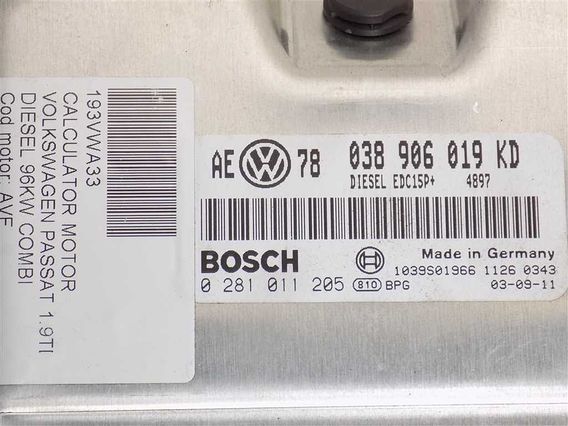 193VWA33
CALCULATOR MOTOR
VOLKSWAGEN PASSAT 1.9TI
DIESEL 96KW COMBI
Cod motor: AVF
AE VW 78 038 906 019 KD
DIESEL EDC15P+ 4897
BOSCH Made in Germany
1039S01966 1126 0343
0 281 011 205 810 BPG 03-09-11